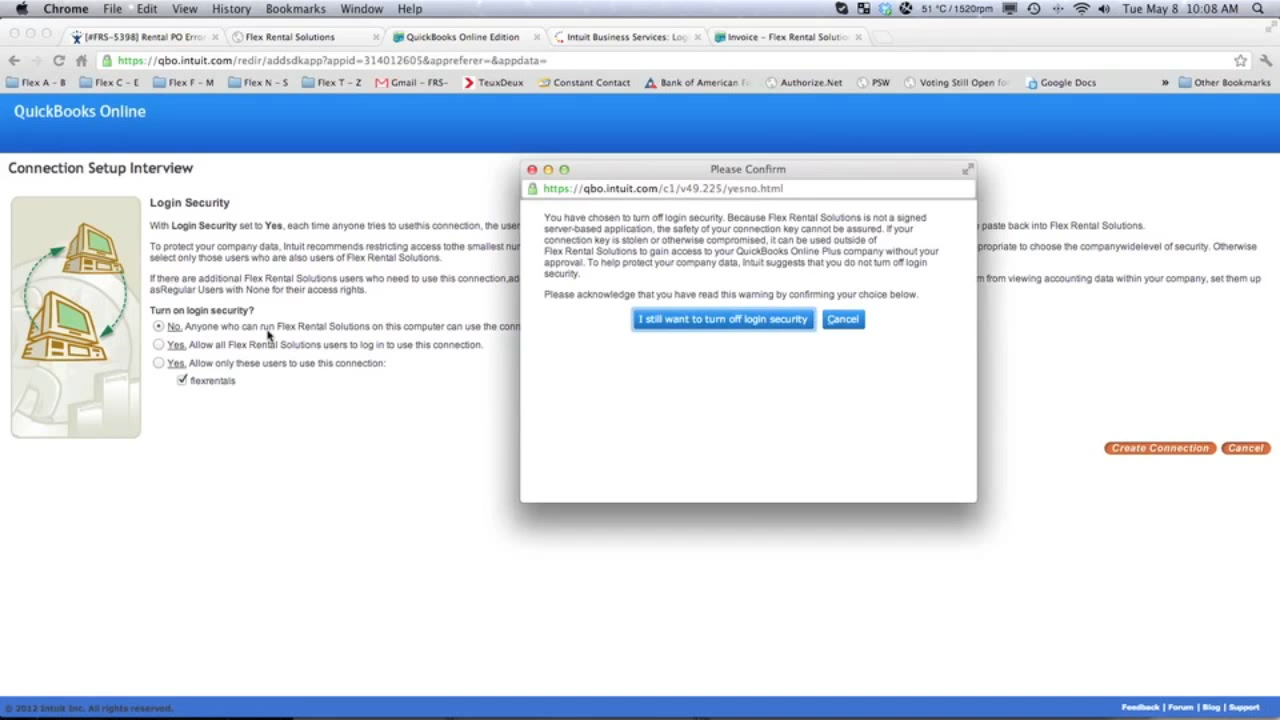 Chrome File Edit View History Bookmarks Window Help 51 °C / 1520rpm Tue May 8 10:08 AM
[#FRS-5398] Rental PO Erro Flex Rental Solutions QuickBooks Online Edition Intuit Business Services: Log Invoice – Flex Rental Solutio
https://qbo.intuit.com/redir/addsdkapp?appid=314012605&appreferer=&appdata=
Flex A – B Flex C – E Flex F – M Flex N – S Flex T – Z Gmail – FRS– TeuxDeux Constant Contact Bank of American Authorize.Net PSW Voting Still Open fo Google Docs » Other Bookmarks
QuickBooks Online
Connection Setup Interview
Login Security
With Login Security set to Yes, each time anyone tries to usethis connection, the use paste back into Flex Rental Solutions.
To protect your company data, Intuit recommends restricting access tothe smallest nu propriate to choose the companywidelevel of security. Otherwise
select only those users who are also users of Flex Rental Solutions.
If there are additional Flex Rental Solutions users who need to use this connection,ad m from viewing accounting data within your company, set them up
asRegular Users with None for their access rights.
Turn on login security?
No. Anyone who can run Flex Rental Solutions on this computer can use the conn
Yes. Allow all Flex Rental Solutions users to log in to use this connection.
Yes. Allow only these users to use this connection:
flexrentals
Please Confirm
https://qbo.intuit.com/c1/v49.225/yesno.html
You have chosen to turn off login security. Because Flex Rental Solutions is not a signed
server-based application, the safety of your connection key cannot be assured. If your
connection key is stolen or otherwise compromised, it can be used outside of
Flex Rental Solutions to gain access to your QuickBooks Online Plus company without your
approval. To help protect your company data, Intuit suggests that you do not turn off login
security.
Please acknowledge that you have read this warning by confirming your choice below.
I still want to turn off login security Cancel
Create Connection Cancel
© 2012 Intuit Inc. All rights reserved. Feedback | Forum | Blog | Support